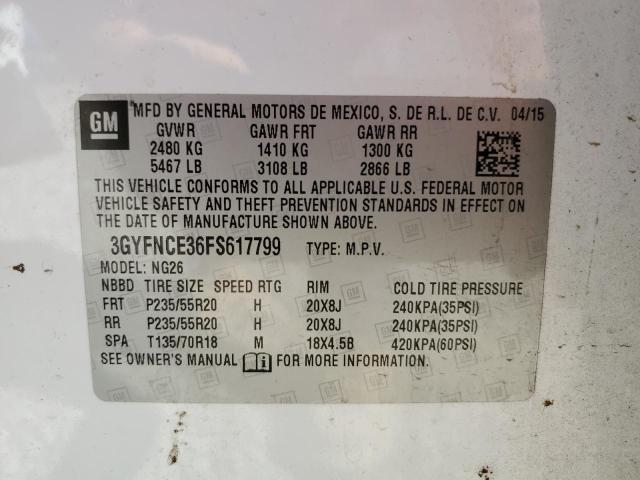 GM
MFD BY GENERAL MOTORS DE MEXICO, S. DE R.L. DE C.V. 04/15
GVWR GAWR FRT GAWR RR
2480 KG 1410 KG 1300 KG
5467 LB 3108 LB 2866 LB
THIS VEHICLE CONFORMS TO ALL APPLICABLE U.S. FEDERAL MOTOR
VEHICLE SAFETY AND THEFT PREVENTION STANDARDS IN EFFECT ON
THE DATE OF MANUFACTURE SHOWN ABOVE.
3GYFNCE36FS617799 TYPE: M.P.V.
MODEL: NG26
NBBD TIRE SIZE SPEED RTG RIM COLD TIRE PRESSURE
FRT P235/55R20 H 20X8J 240KPA(35PSI)
RR P235/55R20 H 20X8J 240KPA(35PSI)
SPA T135/70R18 M 18X4.5B 420KPA(60PSI)
SEE OWNER'S MANUAL FOR MORE INFORMATION.